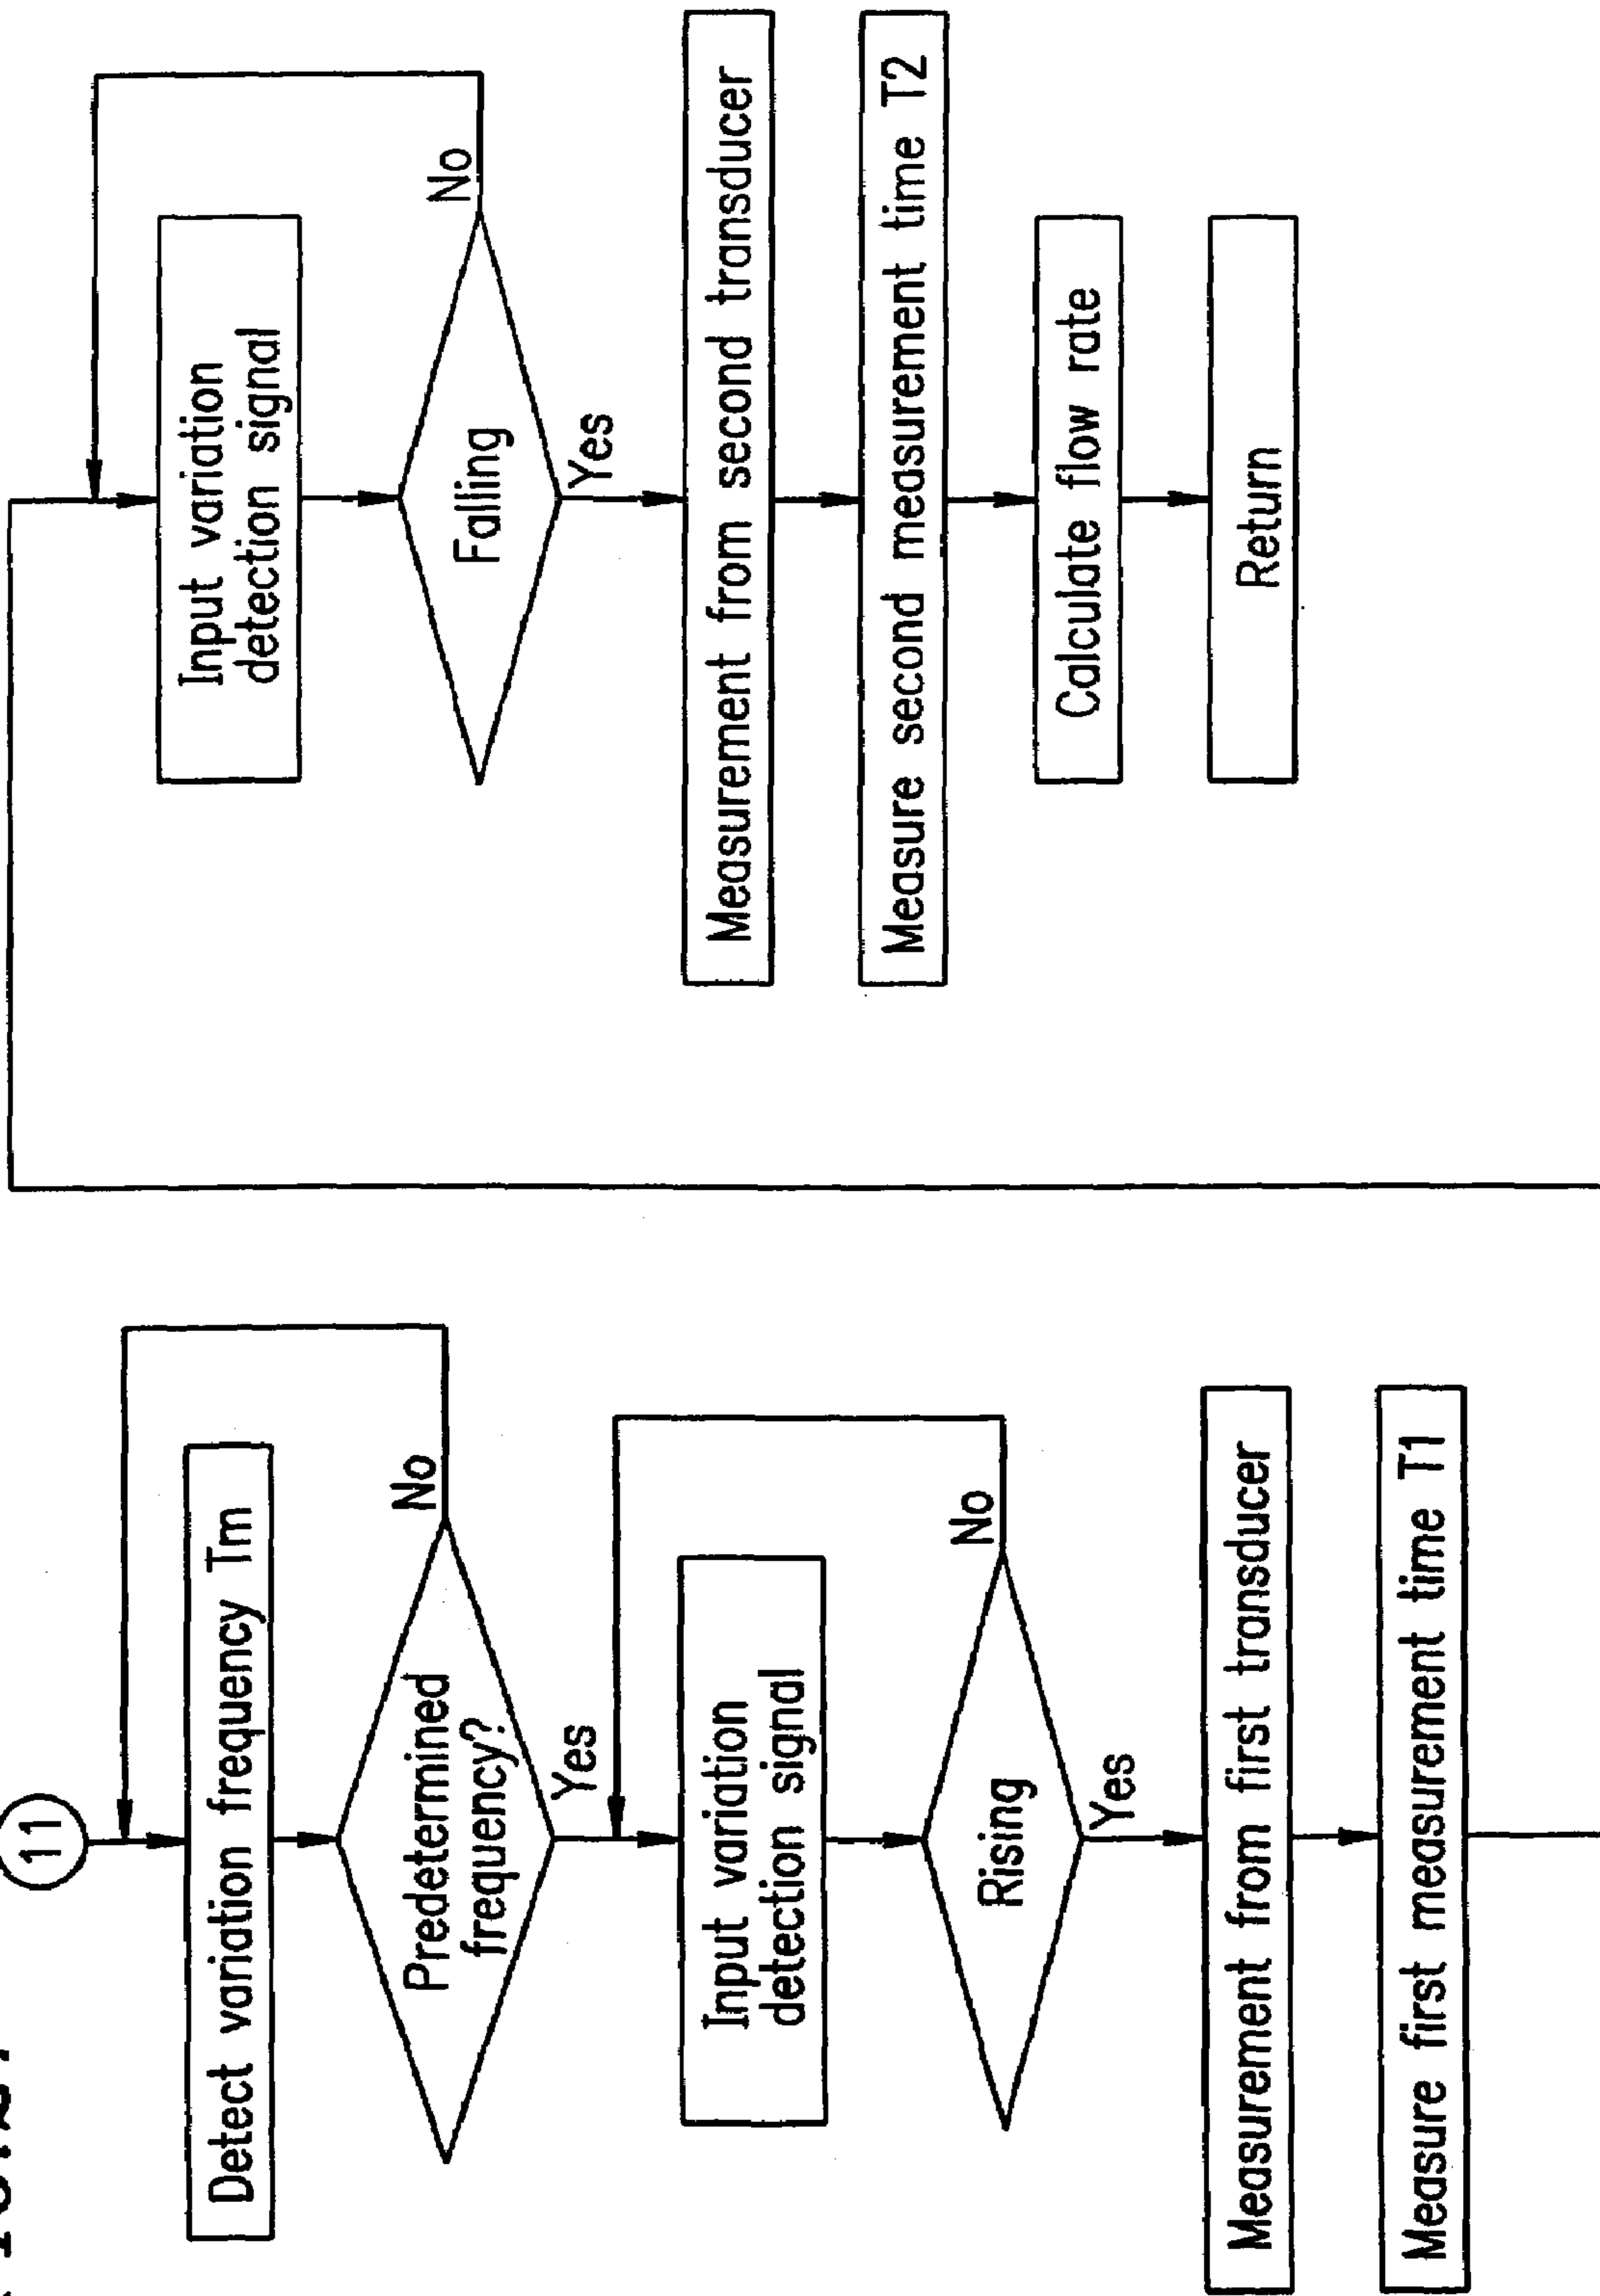 11
Detect variation frequency Tm
Predetermined
frequency?
No
Yes
Input variation
detection signal
Rising
No
Yes
Measurement from first transducer
Measure first measurement time T1
Input variation
detection signal
Falling
No
Yes
Measurement from second transducer
Measure second measurement time T2
Calculate flow rate
Return